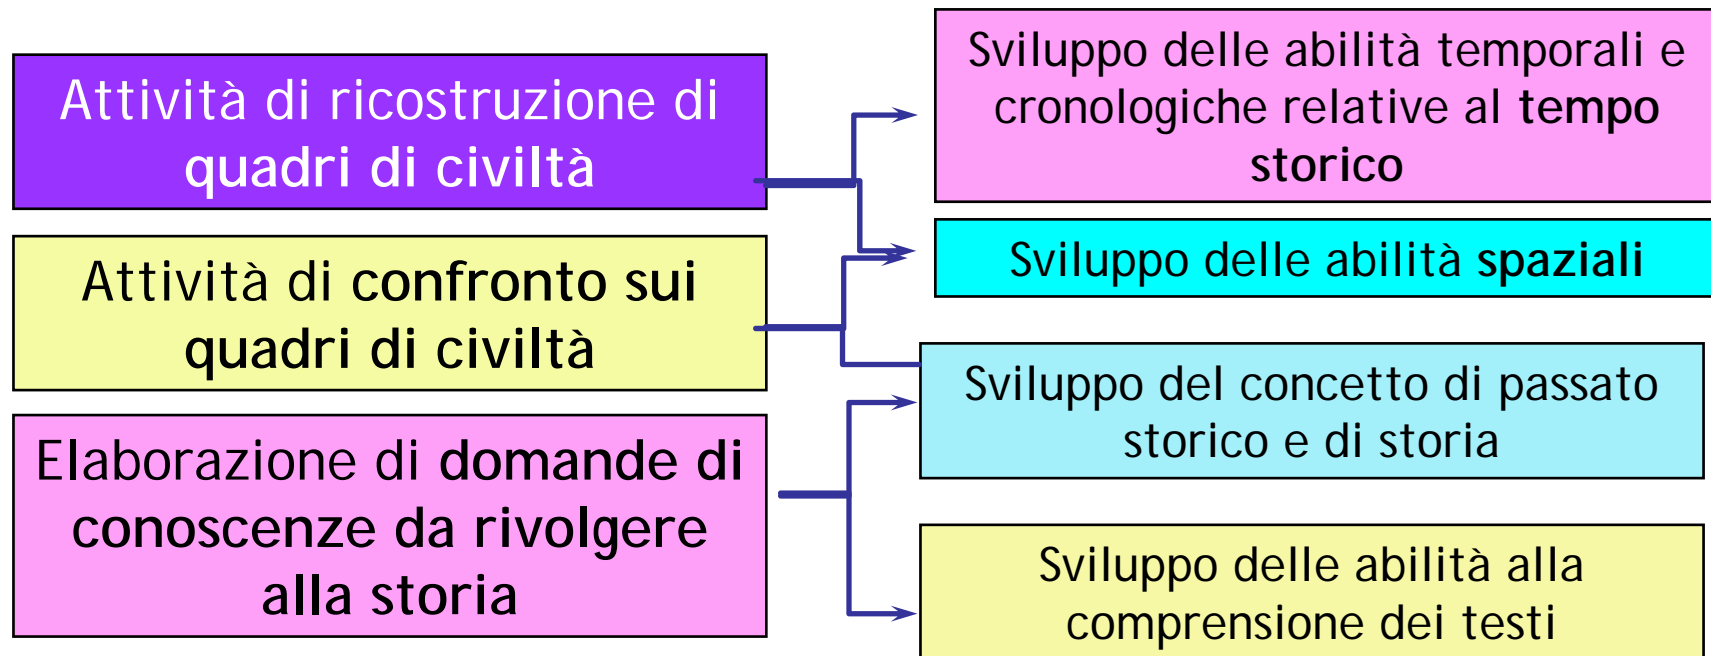 Attività di ricostruzione di
quadri di civiltà
Attività di confronto sui
quadri di civiltà
Elaborazione di domande di
conoscenze da rivolgere
alla storia
Sviluppo delle abilità temporali e
cronologiche relative al tempo
storico
Sviluppo delle abilità spaziali
Sviluppo del concetto di passato
storico e di storia
Sviluppo delle abilità alla
comprensione dei testi